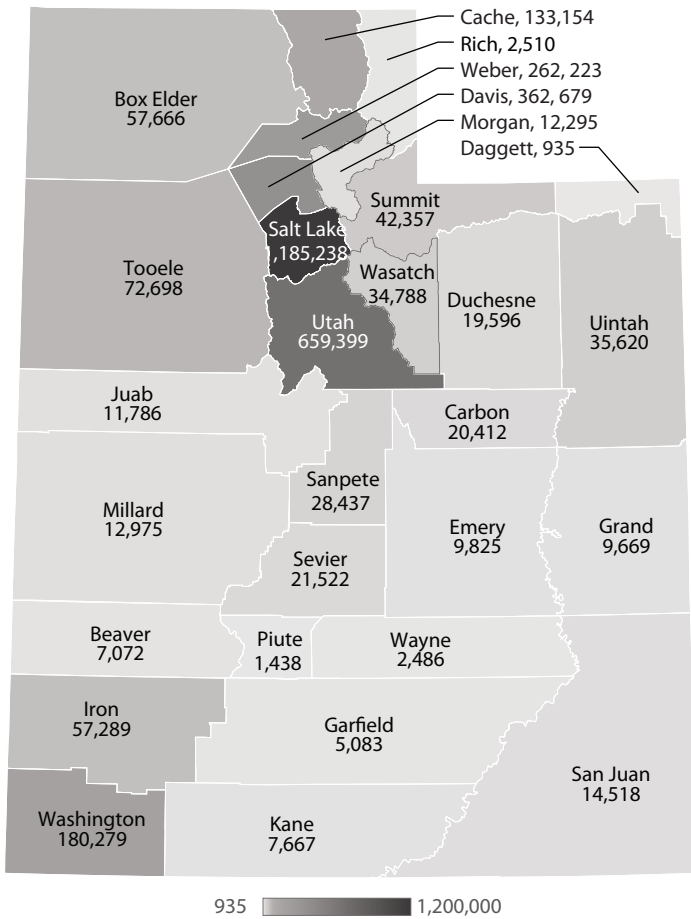 Cache, 133,154
Rich, 2,510
Weber, 262, 223
Davis, 362, 679
Morgan, 12,295
Daggett, 935
Box Elder
57,666
Summit
42,357
Salt Lake
,185,238
Tooele
72,698
Wasatch
34,788
Duchesne
19,596
Uintah
35,620
Utah
659,399
Juab
11,786
Carbon
20,412
Sanpete
28,437
Millard
12,975
Emery
9,825
Grand
9,669
Sevier
21,522
Beaver
7,072
Piute
1,438
Wayne
2,486
Iron
57,289
Garfield
5,083
San Juan
14,518
Washington
180,279
Kane
7,667
935
1,200,000